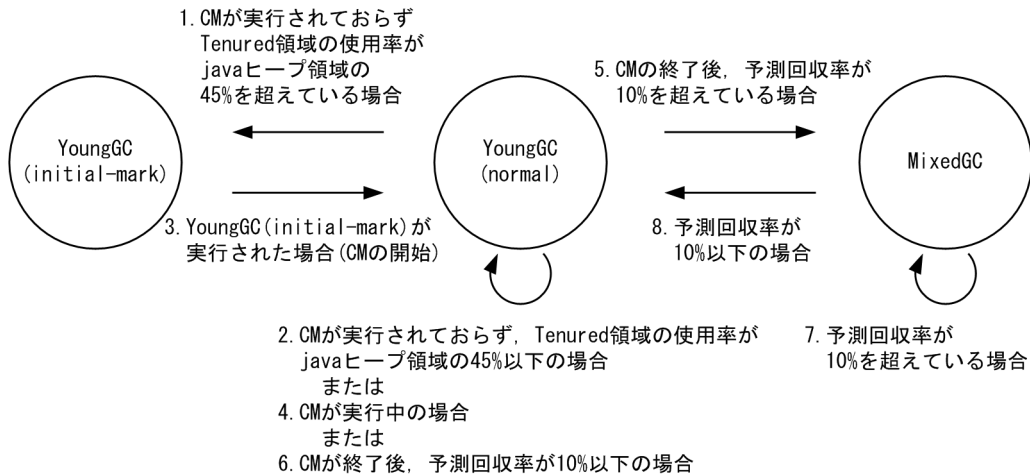 1. CMが実行されておらず
Tenured領域の使用率が
javaヒープ領域の
45%を超えている場合
5. CMの終了後，予測回収率が
10%を超えている場合
YoungGC
(initial-mark)
YoungGC
(normal)
MixedGC
3. YoungGC(initial-mark)が
実行された場合(CMの開始)
8. 予測回収率が
10%以下の場合
2. CMが実行されておらず，Tenured領域の使用率が
javaヒープ領域の45%以下の場合
または
4. CMが実行中の場合
または
6. CMが終了後，予測回収率が10%以下の場合
7. 予測回収率が
10%を超えている場合